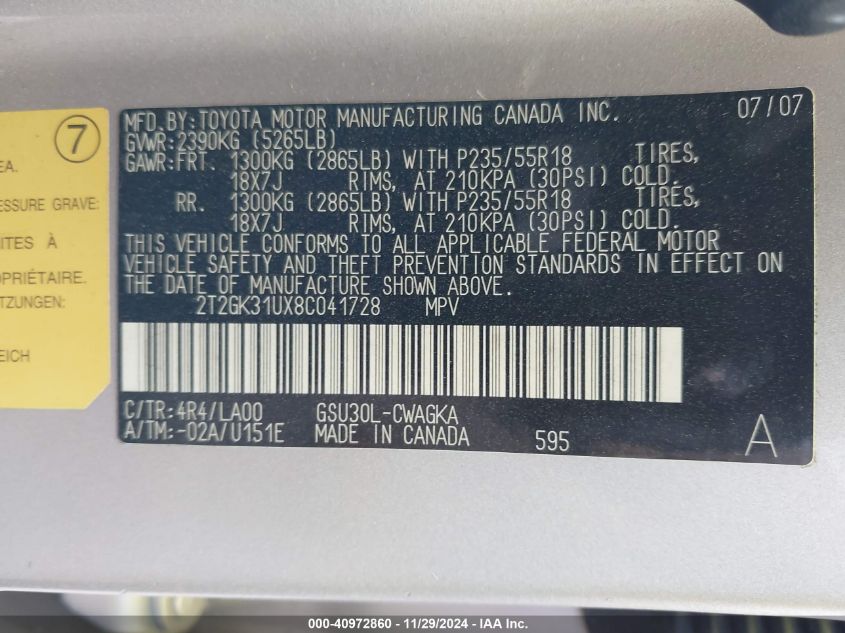 7
EA.
ESSURE GRAVE:
ITES À
OPRIÉTAIRE.
TZUNGEN:
EICH
MFD.BY:TOYOTA MOTOR MANUFACTURING CANADA INC. 07/07
GVWR:2390KG (5265LB)
GAWR:FRT. 1300KG (2865LB) WITH P235/55R18 TIRES,
18X7J RIMS, AT 210KPA (30PSI) COLD.
RR. 1300KG (2865LB) WITH P235/55R18 TIRES,
18X7J RIMS, AT 210KPA (30PSI) COLD.
THIS VEHICLE CONFORMS TO ALL APPLICABLE FEDERAL MOTOR
VEHICLE SAFETY AND THEFT PREVENTION STANDARDS IN EFFECT ON
THE DATE OF MANUFACTURE SHOWN ABOVE.
2T2GK31UX8C041728 MPV
C/TR:4R4/LA00 GSU30L-CWAGKA
A/TM:-02A/U151E MADE IN CANADA 595 A
000-40972860 - 11/29/2024 - IAA Inc.